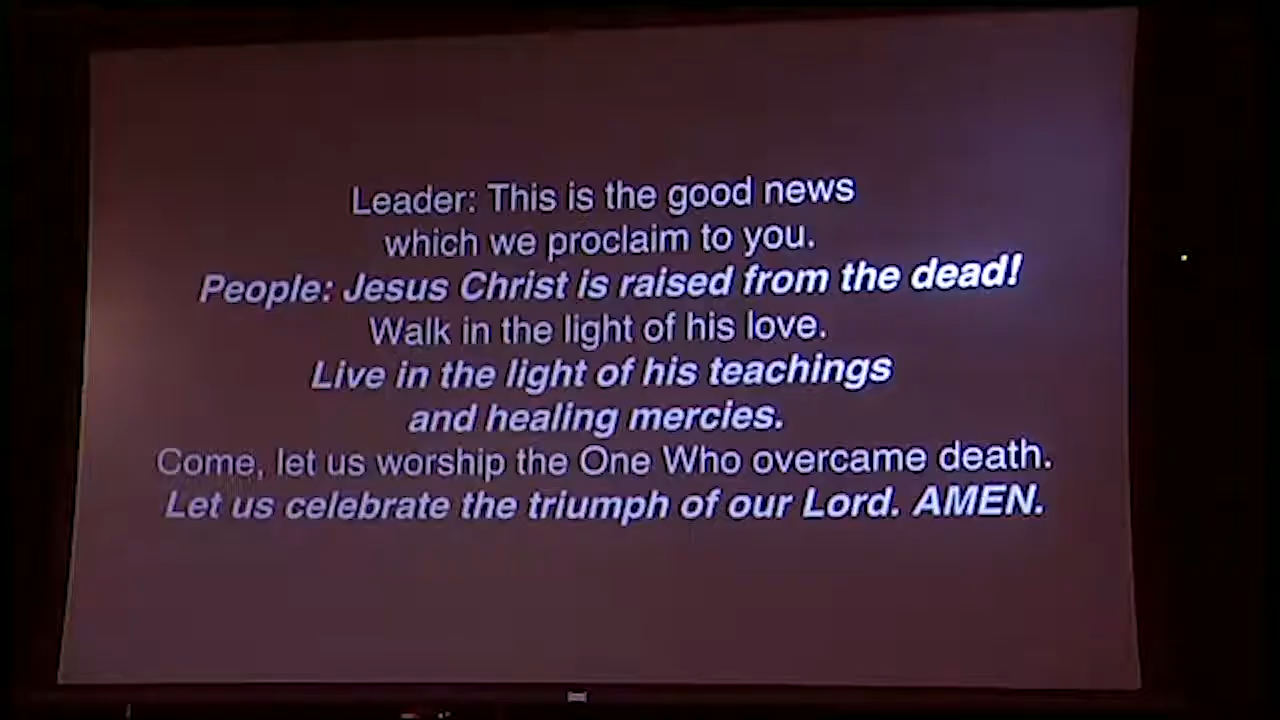 Leader: This is the good news
which we proclaim to you.
People: Jesus Christ is raised from the dead!
Walk in the light of his love.
Live in the light of his teachings
and healing mercies.
Come, let us worship the One Who overcame death.
Let us celebrate the triumph of our Lord. AMEN.